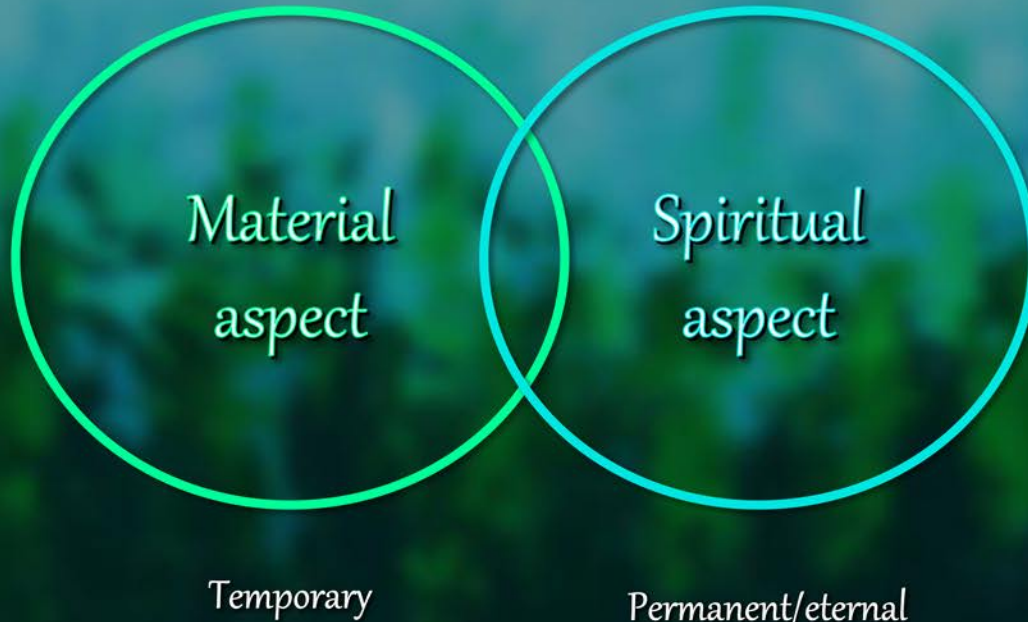 Material
aspect
Spiritual
aspect
Temporary
Permanent/eternal